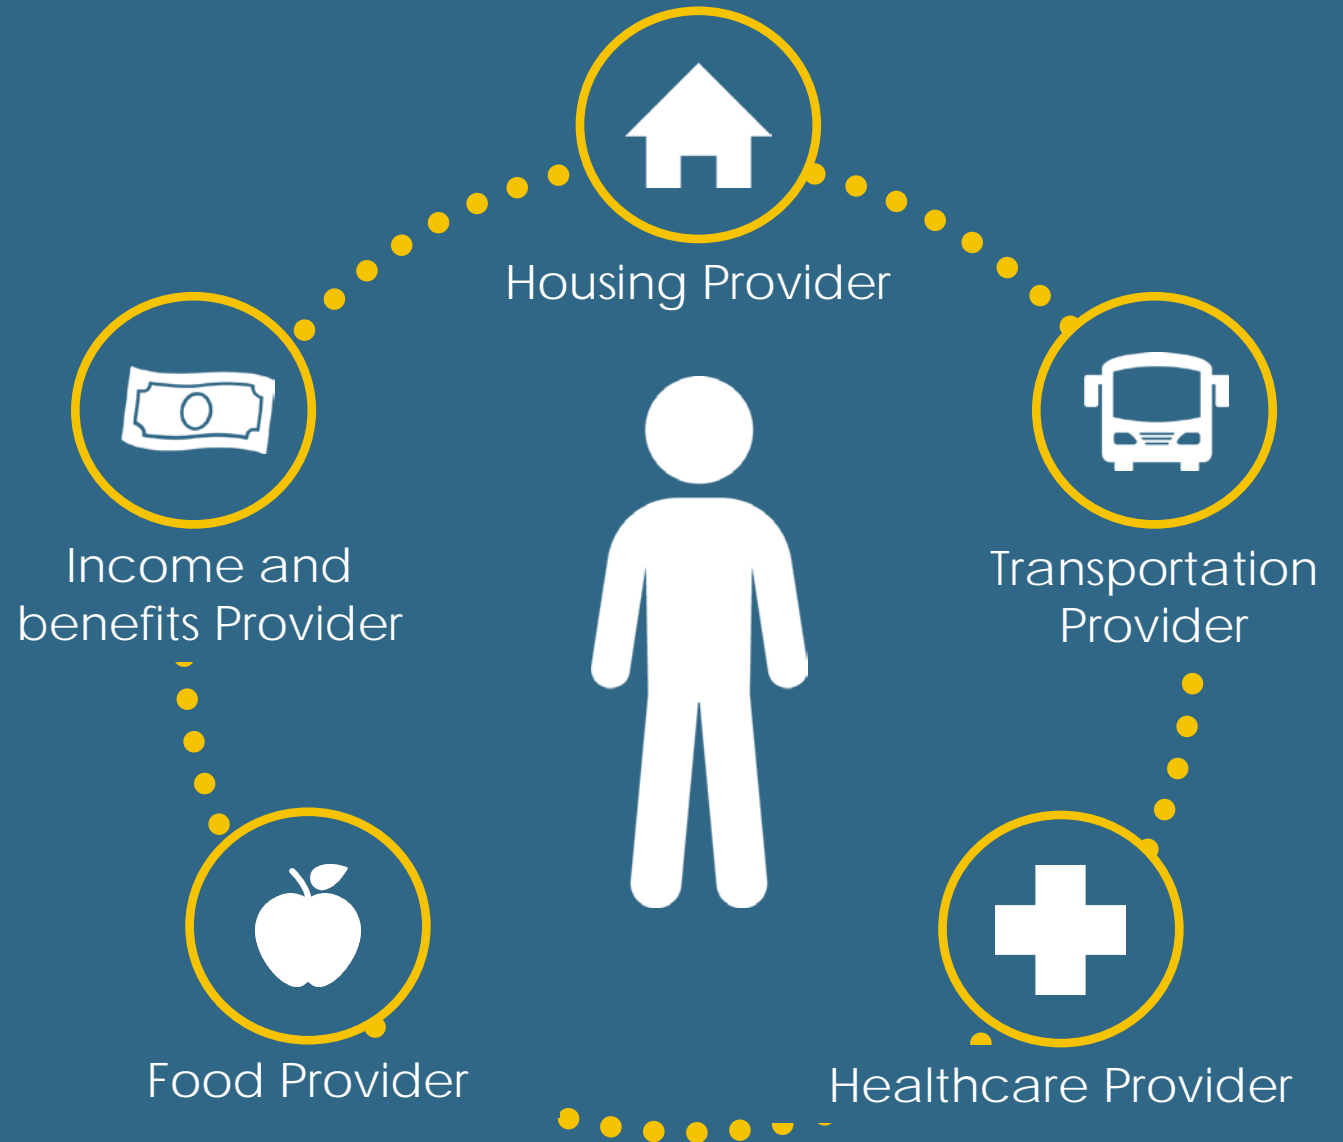 Housing Provider
Income and
benefits Provider
Transportation
Provider
Food Provider
Healthcare Provider